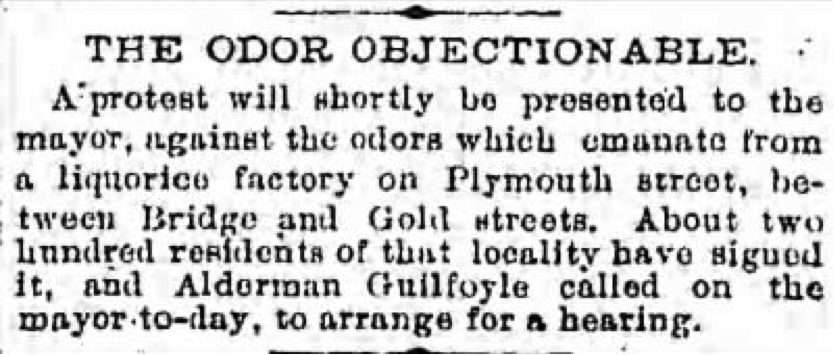 THE ODOR OBJECTIONABLE.
A protest will shortly be presented to the
mayor, against the odors which emanate from
a liquorice factory on Plymouth street, be-
tween Bridge and Gold streets. About two
hundred residents of that locality have signed
it, and Alderman Guilfoyle called on the
mayor to-day, to arrange for a hearing.